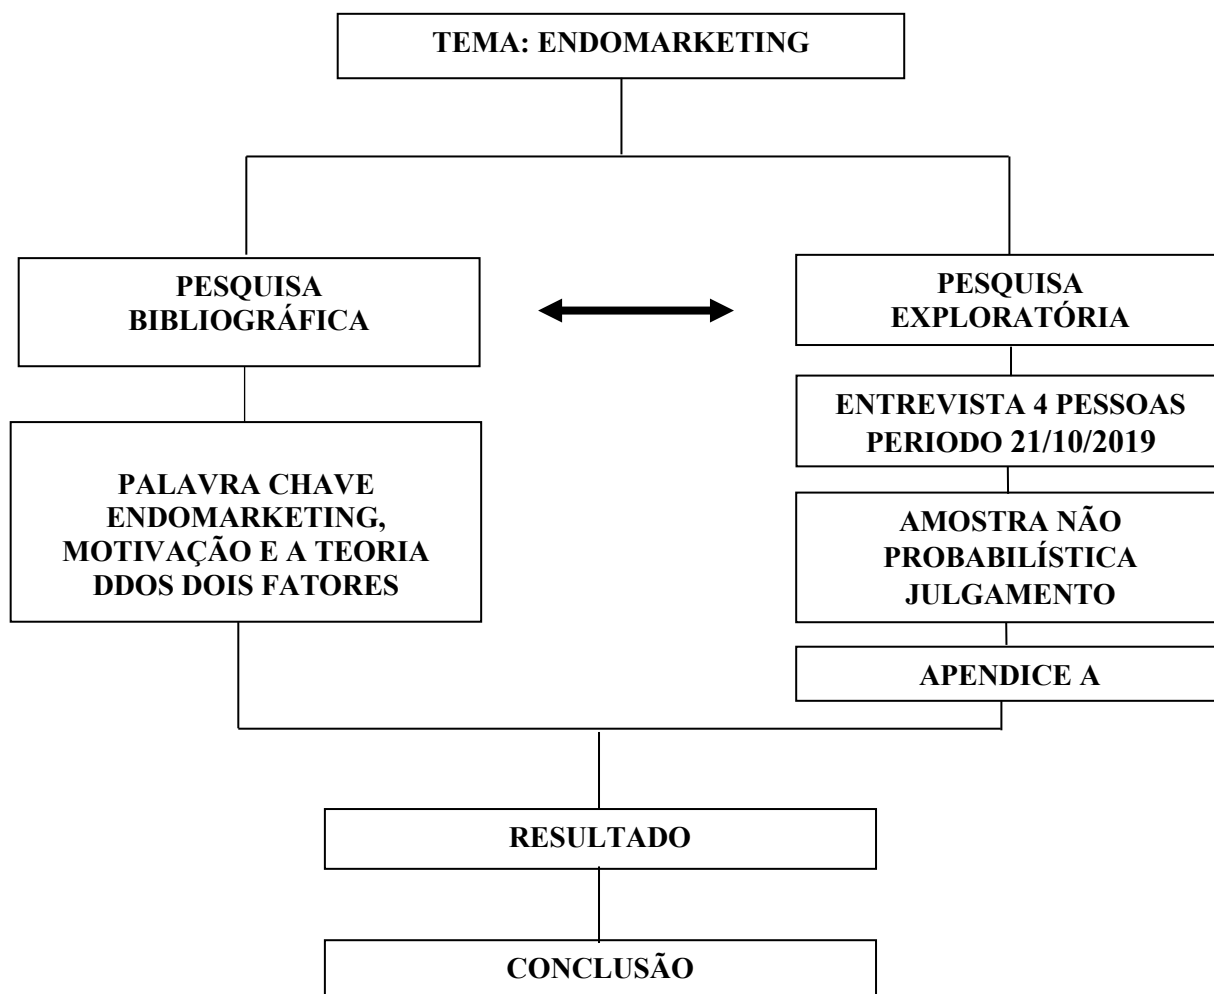 TEMA: ENDOMARKETING
PESQUISA
BIBLIOGRÁFICA
PESQUISA
EXPLORATÓRIA
ENTREVISTA 4 PESSOAS
PERIODO 21/10/2019
PALAVRA CHAVE
ENDOMARKETING,
MOTIVAÇÃO E A TEORIA
DDOS DOIS FATORES
AMOSTRA NÃO
PROBABILÍSTICA
JULGAMENTO
APENDICE A
RESULTADO
CONCLUSÃO